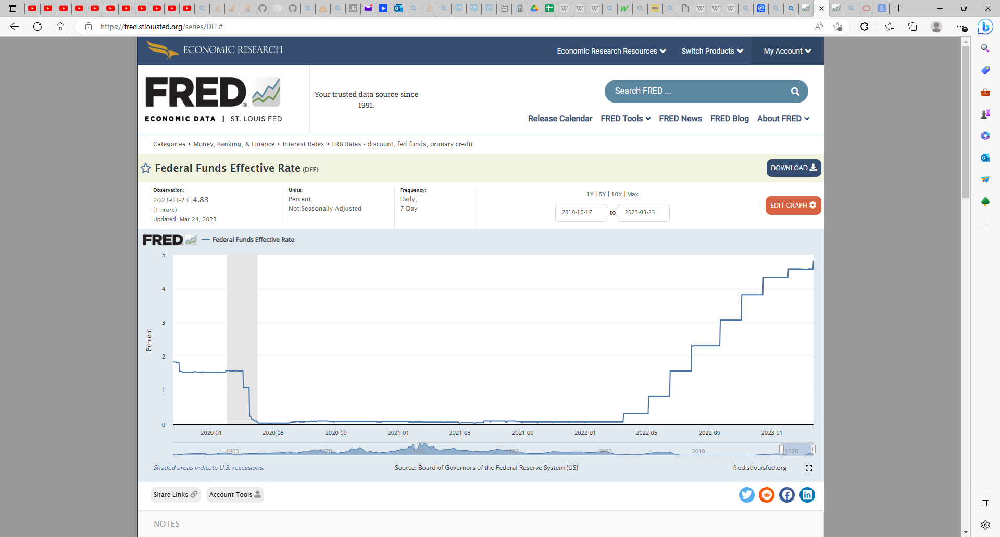 https://fred.stlouisfed.org/series/DFF#
ECONOMIC RESEARCH
Economic Research Resources
Switch Products
My Account
FRED®
ECONOMIC DATA | ST. LOUIS FED
Your trusted data source since
1991.
Search FRED ...
Release Calendar
FRED Tools
FRED News
FRED Blog
About FRED
Categories > Money, Banking, & Finance > Interest Rates > FRB Rates - discount, fed funds, primary credit
Federal Funds Effective Rate (DFF)
DOWNLOAD
Observation:
2023-03-23: 4.83
(+ more)
Updated: Mar 24, 2023
Units:
Percent,
Not Seasonally Adjusted
Frequency:
Daily,
7-Day
1Y | 5Y | 10Y | Max
2019-10-17 to 2023-03-23
EDIT GRAPH
FRED
Federal Funds Effective Rate
Percent
5
4
3
2
1
0
2020-01
2020-05
2020-09
2021-01
2021-05
2021-09
2022-01
2022-05
2022-09
2023-01
1960
1970
1980
1990
2000
2010
2020
Shaded areas indicate U.S. recessions.
Source: Board of Governors of the Federal Reserve System (US)
fred.stlouisfed.org
Share Links
Account Tools
NOTES